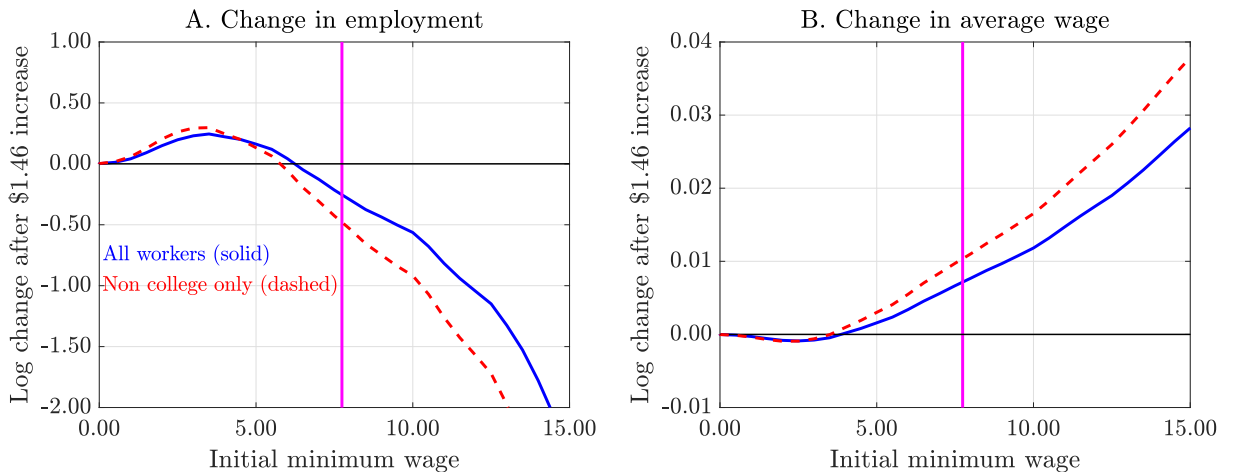 A. Change in employment
Log change after $1.46 increase
1.00
0.50
0.00
-0.50
-1.00
-1.50
-2.00
All workers (solid)
Non college only (dashed)
0.00 5.00 10.00 15.00
Initial minimum wage
B. Change in average wage
Log change after $1.46 increase
0.04
0.03
0.02
0.01
0.00
-0.01
0.00 5.00 10.00 15.00
Initial minimum wage